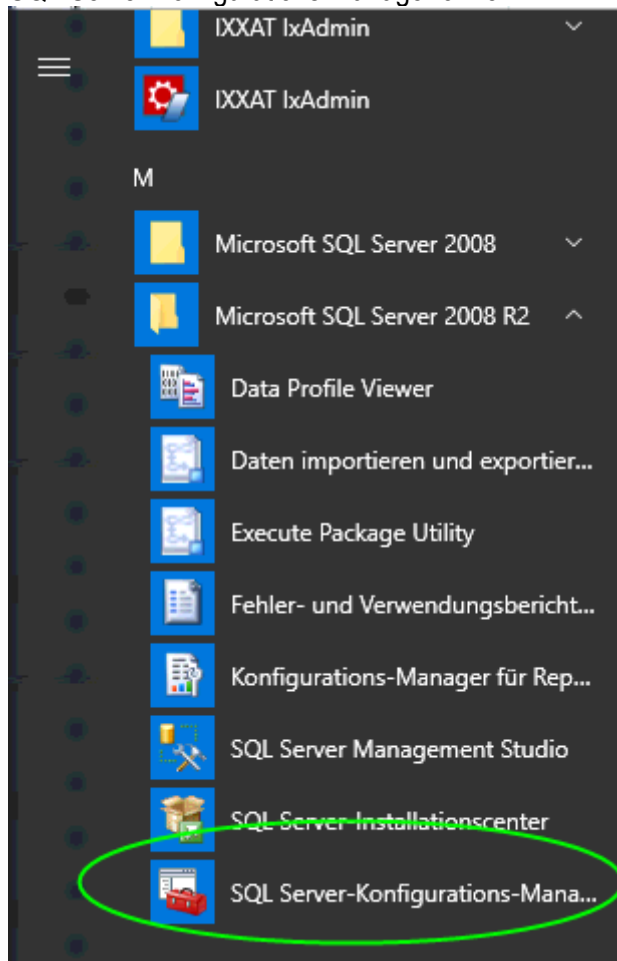 IXXAT IxAdmin
IXXAT IxAdmin
M
Microsoft SQL Server 2008
Microsoft SQL Server 2008 R2
Data Profile Viewer
Daten importieren und exportier...
Execute Package Utility
Fehler- und Verwendungsbericht...
Konfigurations-Manager für Rep...
SQL Server Management Studio
SQL Server-Installationscenter
SQL Server-Konfigurations-Mana...